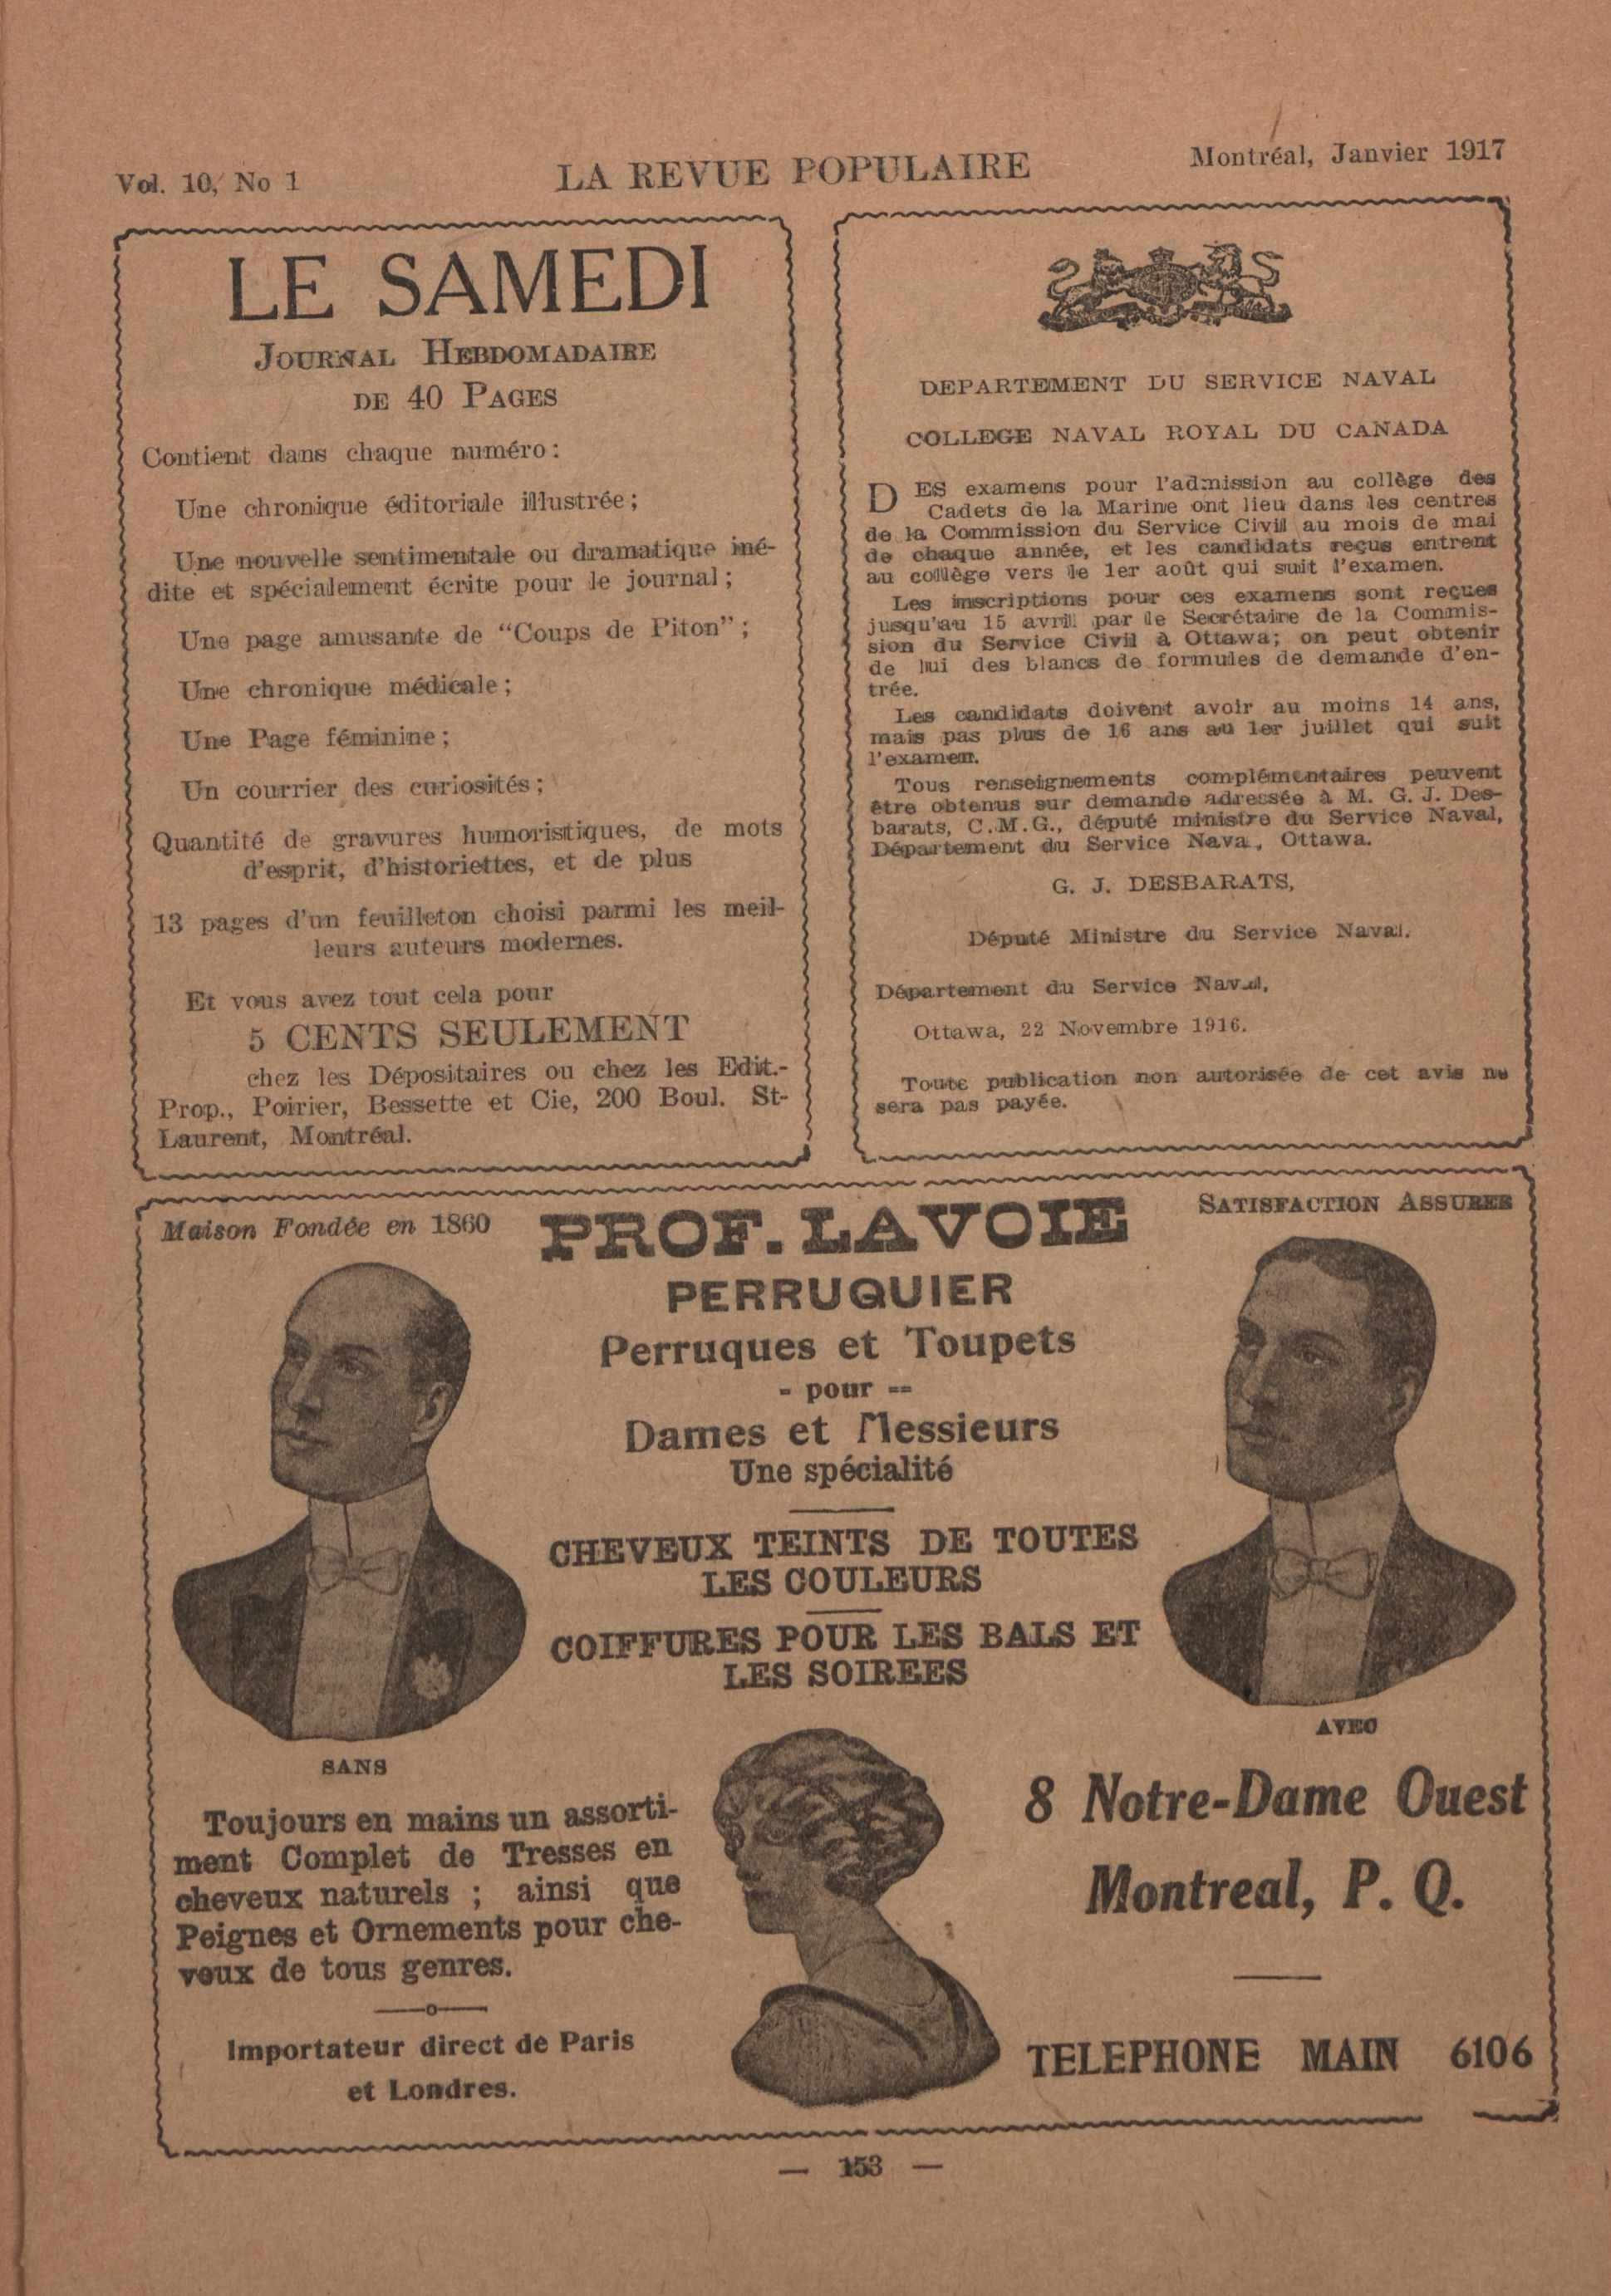 Vol. 10, No 1
LA REVUE POPULAIRE
Montréal, Janvier 1917
LE SAMEDI
JOURNAL HEBDOMADAIRE
DE 40 PAGES
Contient dans chaque numéro:
Une chronique éditoriale illustrée;
Une nouvelle sentimentale ou dramatique iné-
dite et spécialement écrite pour le journal;
Une page amusante de "Coups de Piton";
Une chronique médicale;
Une Page féminine;
Un courrier des curiosités;
Quantité de gravures humoristiques, de mots
d'esprit, d'historiettes, et de plus
13 pages d'un feuilleton choisi parmi les meil-
leurs auteurs modernes.
Et vous avez tout cela pour
5 CENTS SEULEMENT
chez les Dépositaires ou chez les Edit.-
Prop., Poirier, Bessette et Cie, 200 Boul. St-
Laurent, Montréal.
DEPARTEMENT DU SERVICE NAVAL
COLLEGE NAVAL ROYAL DU CANADA
DES examens pour l'admission au collège des
Cadets de la Marine ont lieu dans les centres
de la Commission du Service Civil au mois de mai
de chaque année, et les candidats reçus entrent
au collège vers le 1er août qui suit l'examen.
Les inscriptions pour ces examens sont reçues
jusqu'au 15 avril par le Secrétaire de la Commis-
sion du Service Civil à Ottawa; on peut obtenir
de lui des blancs de formules de demande d'en-
trée.
Les candidats doivent avoir au moins 14 ans,
mais pas plus de 16 ans au 1er juillet qui suit
l'examen.
Tous renseignements complémentaires peuvent
être obtenus sur demande adressée à M. G. J. Des-
barats, C.M.G., député ministre du Service Naval,
Département du Service Nava, Ottawa.
G. J. DESBARATS,
Député Ministre du Service Naval.
Département du Service Naval,
Ottawa, 22 Novembre 1916.
Toute publication non autorisée de cet avis ne
sera pas payée.
Maison Fondée en 1860
PROF. LAVOIE
SATISFACTION ASSUREE
PERRUQUIER
Perruques et Toupets
- pour --
Dames et Messieurs
Une spécialité
CHEVEUX TEINTS DE TOUTES
LES COULEURS
COIFFURES POUR LES BALS ET
LES SOIREES
SANS
AVEC
Toujours en mains un assorti-
ment Complet de Tresses en
cheveux naturels ; ainsi que
Peignes et Ornements pour che-
veux de tous genres.
Importateur direct de Paris
et Londres.
8 Notre-Dame Ouest
Montreal, P. Q.
TELEPHONE MAIN 6106
— 153 —